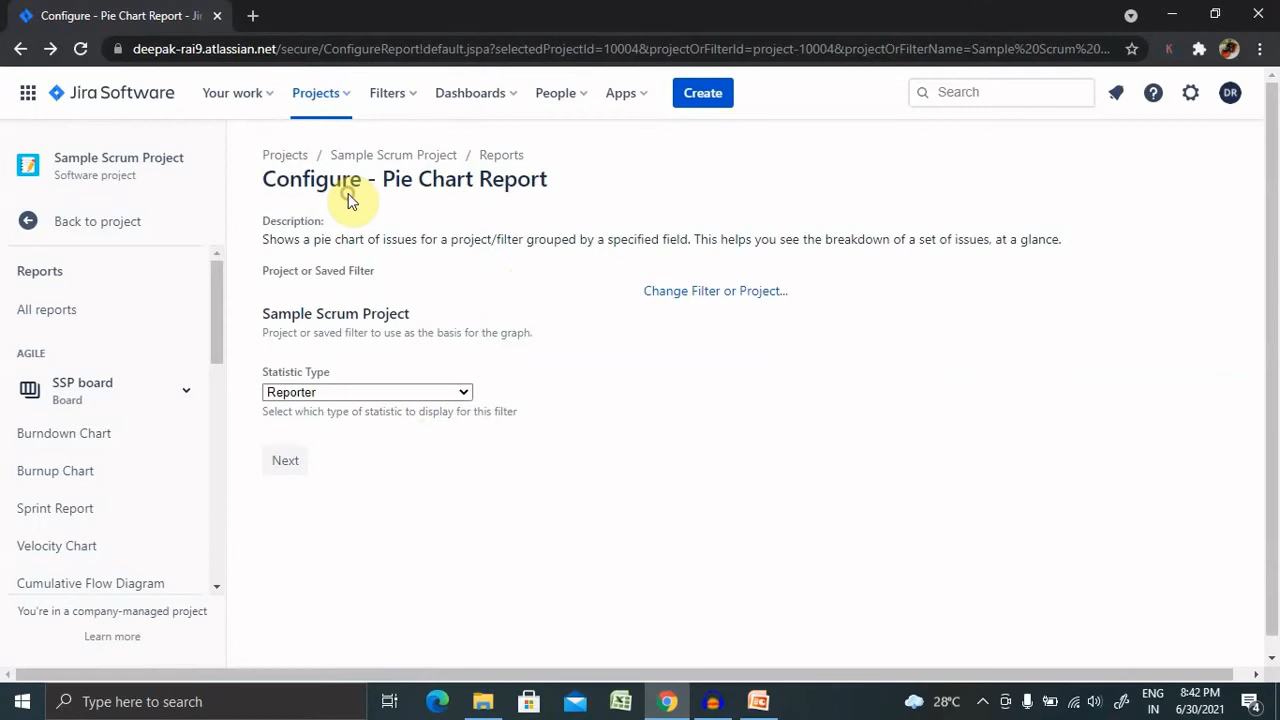 Configure - Pie Chart Report - Ji
deepak-rai9.atlassian.net/secure/ConfigureReport!default.jspa?selectedProjectId=10004&projectOrFilterId=project-10004&projectOrFilterName=Sample%20Scrum%20...
K
Jira Software
Your work
Projects
Filters
Dashboards
People
Apps
Create
Search
DR
Sample Scrum Project
Software project
Back to project
Reports
All reports
AGILE
SSP board
Board
Burndown Chart
Burnup Chart
Sprint Report
Velocity Chart
Cumulative Flow Diagram
You're in a company-managed project
Learn more
Projects / Sample Scrum Project / Reports
Configure - Pie Chart Report
Description:
Shows a pie chart of issues for a project/filter grouped by a specified field. This helps you see the breakdown of a set of issues, at a glance.
Project or Saved Filter
Change Filter or Project...
Sample Scrum Project
Project or saved filter to use as the basis for the graph.
Statistic Type
Reporter
Select which type of statistic to display for this filter
Next
Type here to search
28°C
ENG
IN
8:42 PM
6/30/2021
4